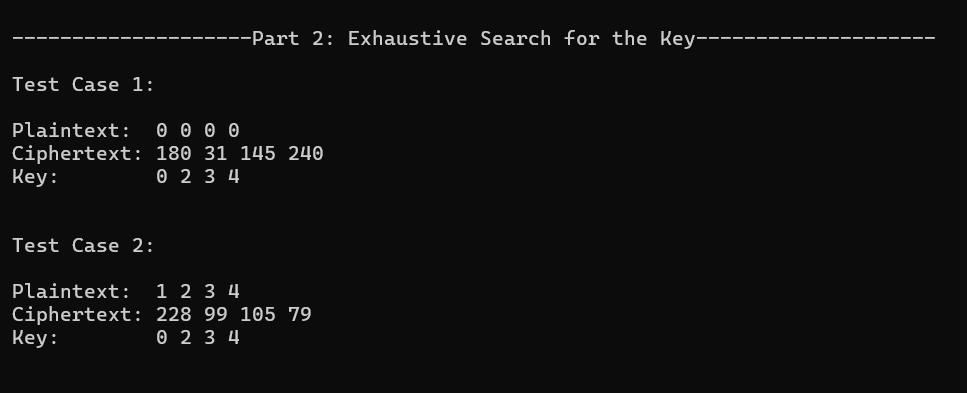 --------------------Part 2: Exhaustive Search for the Key--------------------
Test Case 1:
Plaintext:  0 0 0 0
Ciphertext: 180 31 145 240
Key:        0 2 3 4
Test Case 2:
Plaintext:  1 2 3 4
Ciphertext: 228 99 105 79
Key:        0 2 3 4